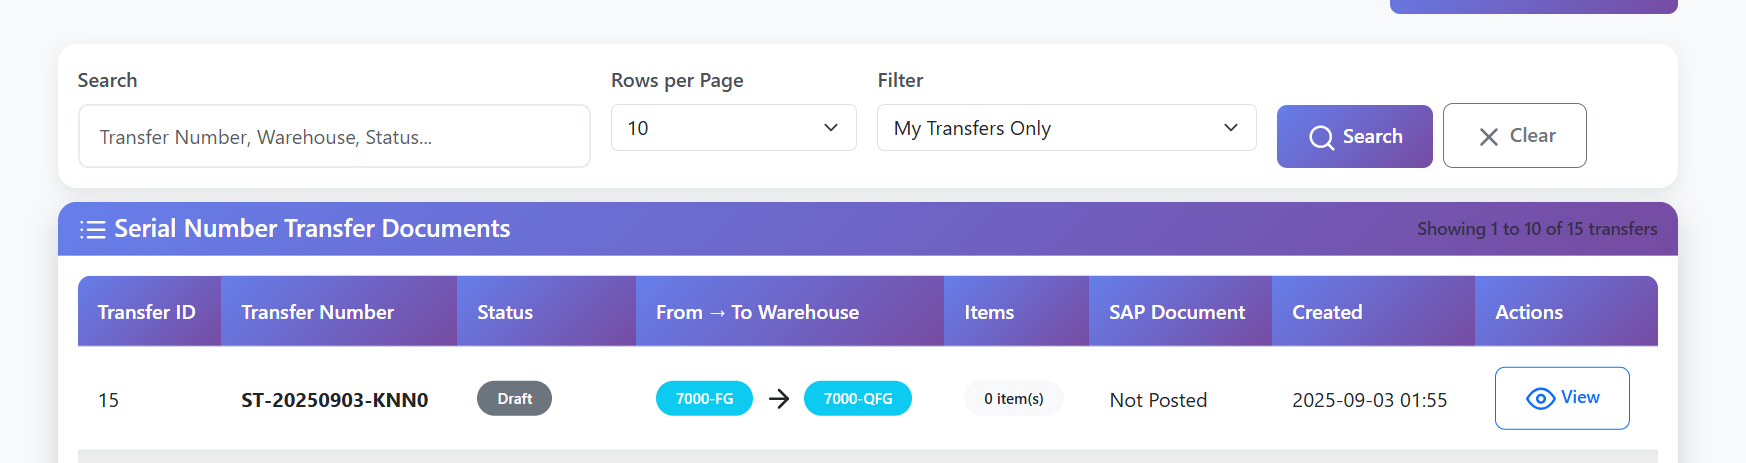 Search
Rows per Page
Filter
Transfer Number, Warehouse, Status...
10
My Transfers Only
Search
Clear
Serial Number Transfer Documents
Showing 1 to 10 of 15 transfers
Transfer ID
Transfer Number
Status
From → To Warehouse
Items
SAP Document
Created
Actions
15
ST-20250903-KNN0
Draft
7000-FG → 7000-QFG
0 item(s)
Not Posted
2025-09-03 01:55
View